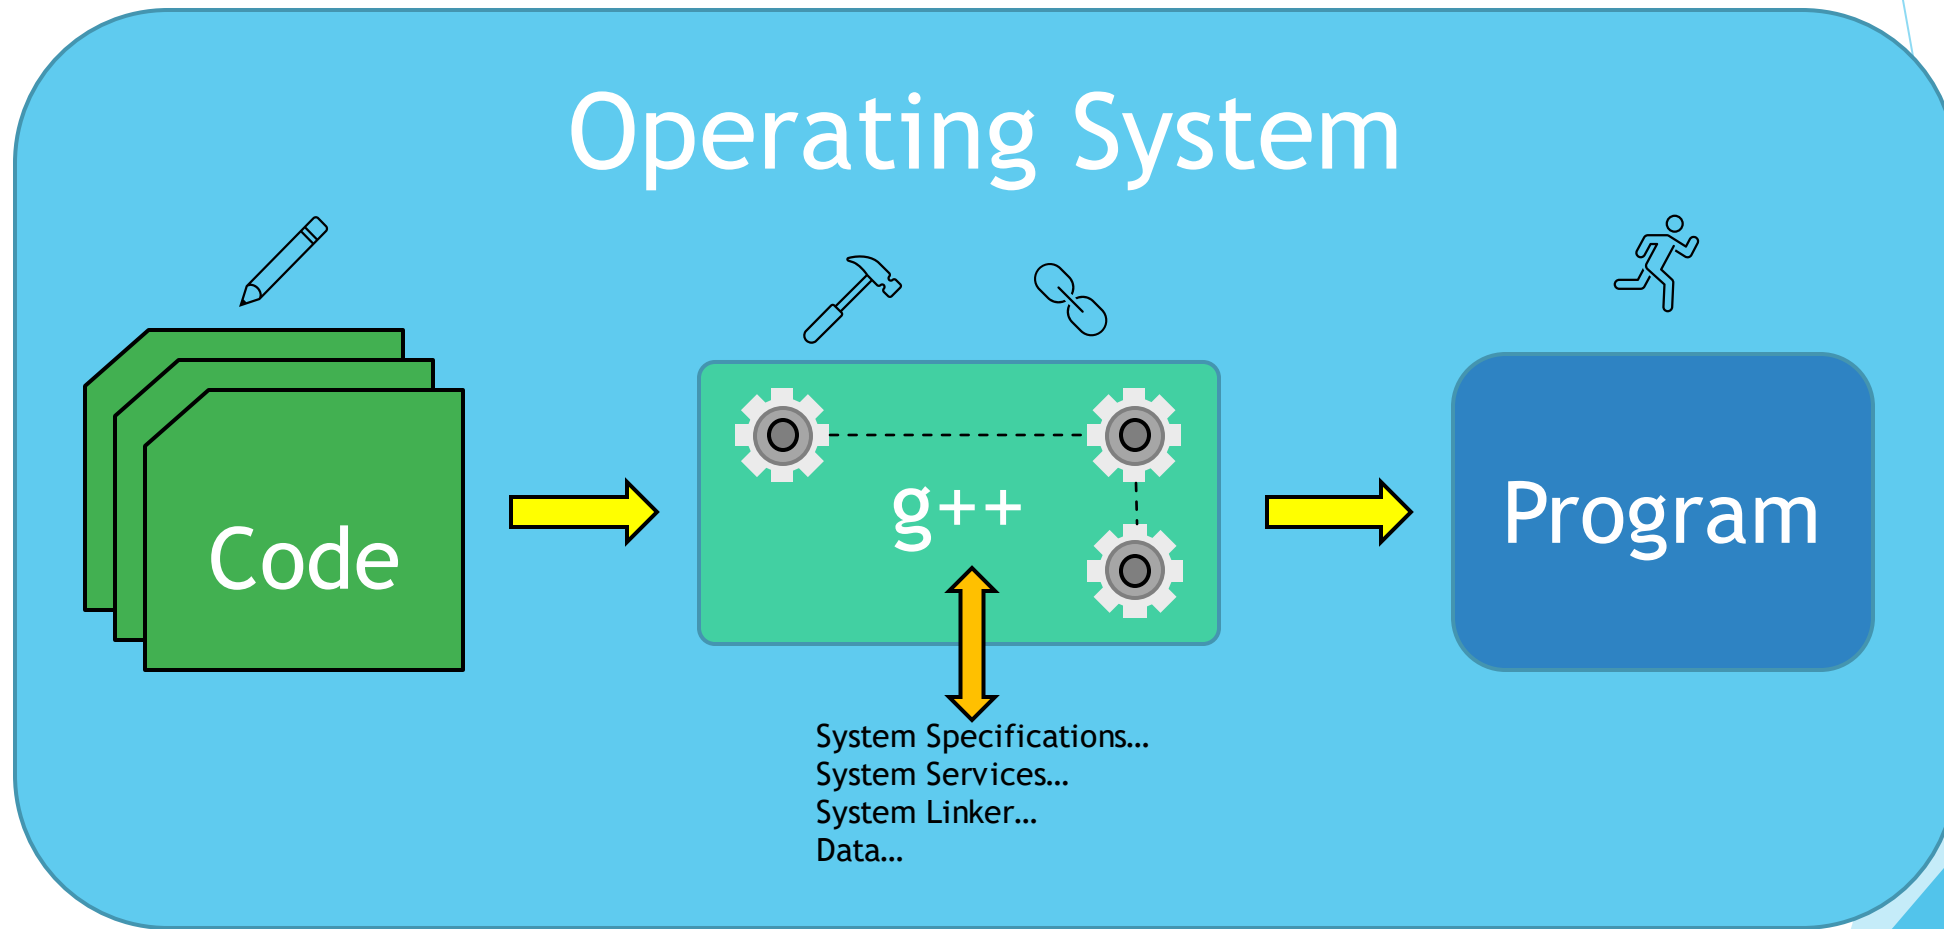 Operating System
Code
g++
Program
System Specifications…
System Services…
System Linker…
Data…